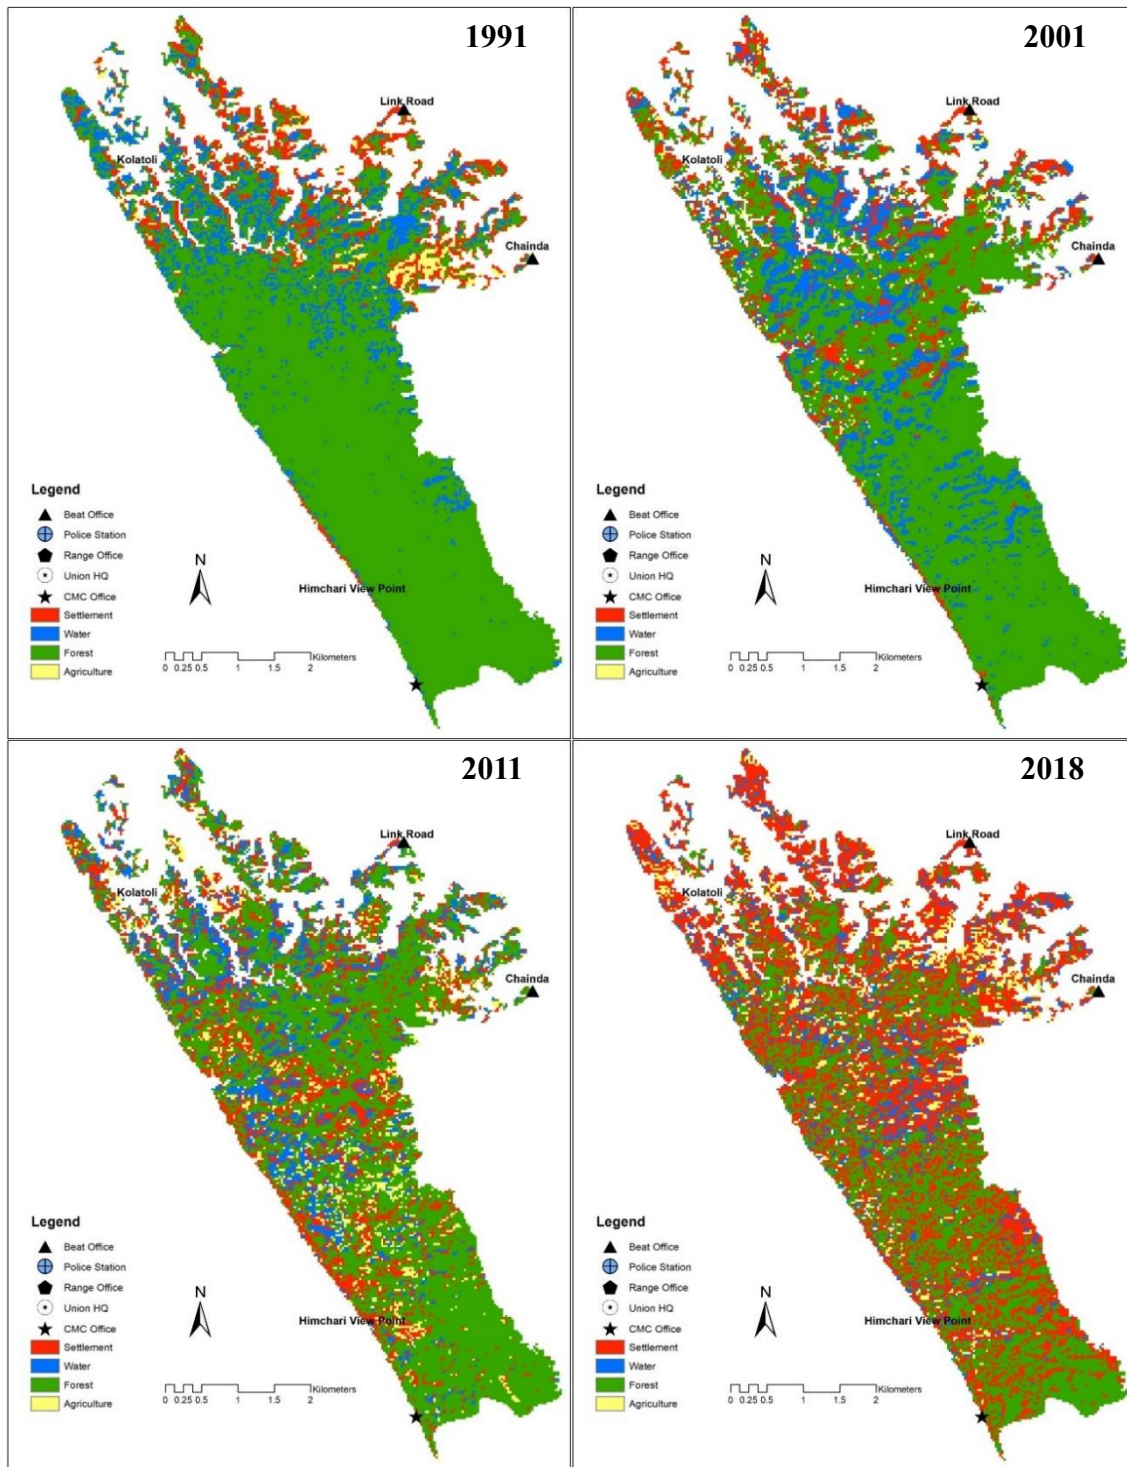 1991
Link Road
Kolatoli
Chainda
Legend
Beat Office
Police Station
Range Office
Union HQ
CMC Office
Settlement
Water
Forest
Agriculture
N
Himchari View Point
0 0.25 0.5 1 1.5 2 Kilometers
2001
Link Road
Kolatoli
Chainda
Legend
Beat Office
Police Station
Range Office
Union HQ
CMC Office
Settlement
Water
Forest
Agriculture
N
Himchari View Point
0 0.25 0.5 1 1.5 2 Kilometers
2011
Link Road
Kolatoli
Chainda
Legend
Beat Office
Police Station
Range Office
Union HQ
CMC Office
Settlement
Water
Forest
Agriculture
N
Himchari View Point
0 0.25 0.5 1 1.5 2 Kilometers
2018
Link Road
Kolatoli
Chainda
Legend
Beat Office
Police Station
Range Office
Union HQ
CMC Office
Settlement
Water
Forest
Agriculture
N
Himchari View Point
0 0.25 0.5 1 1.5 2 Kilometers